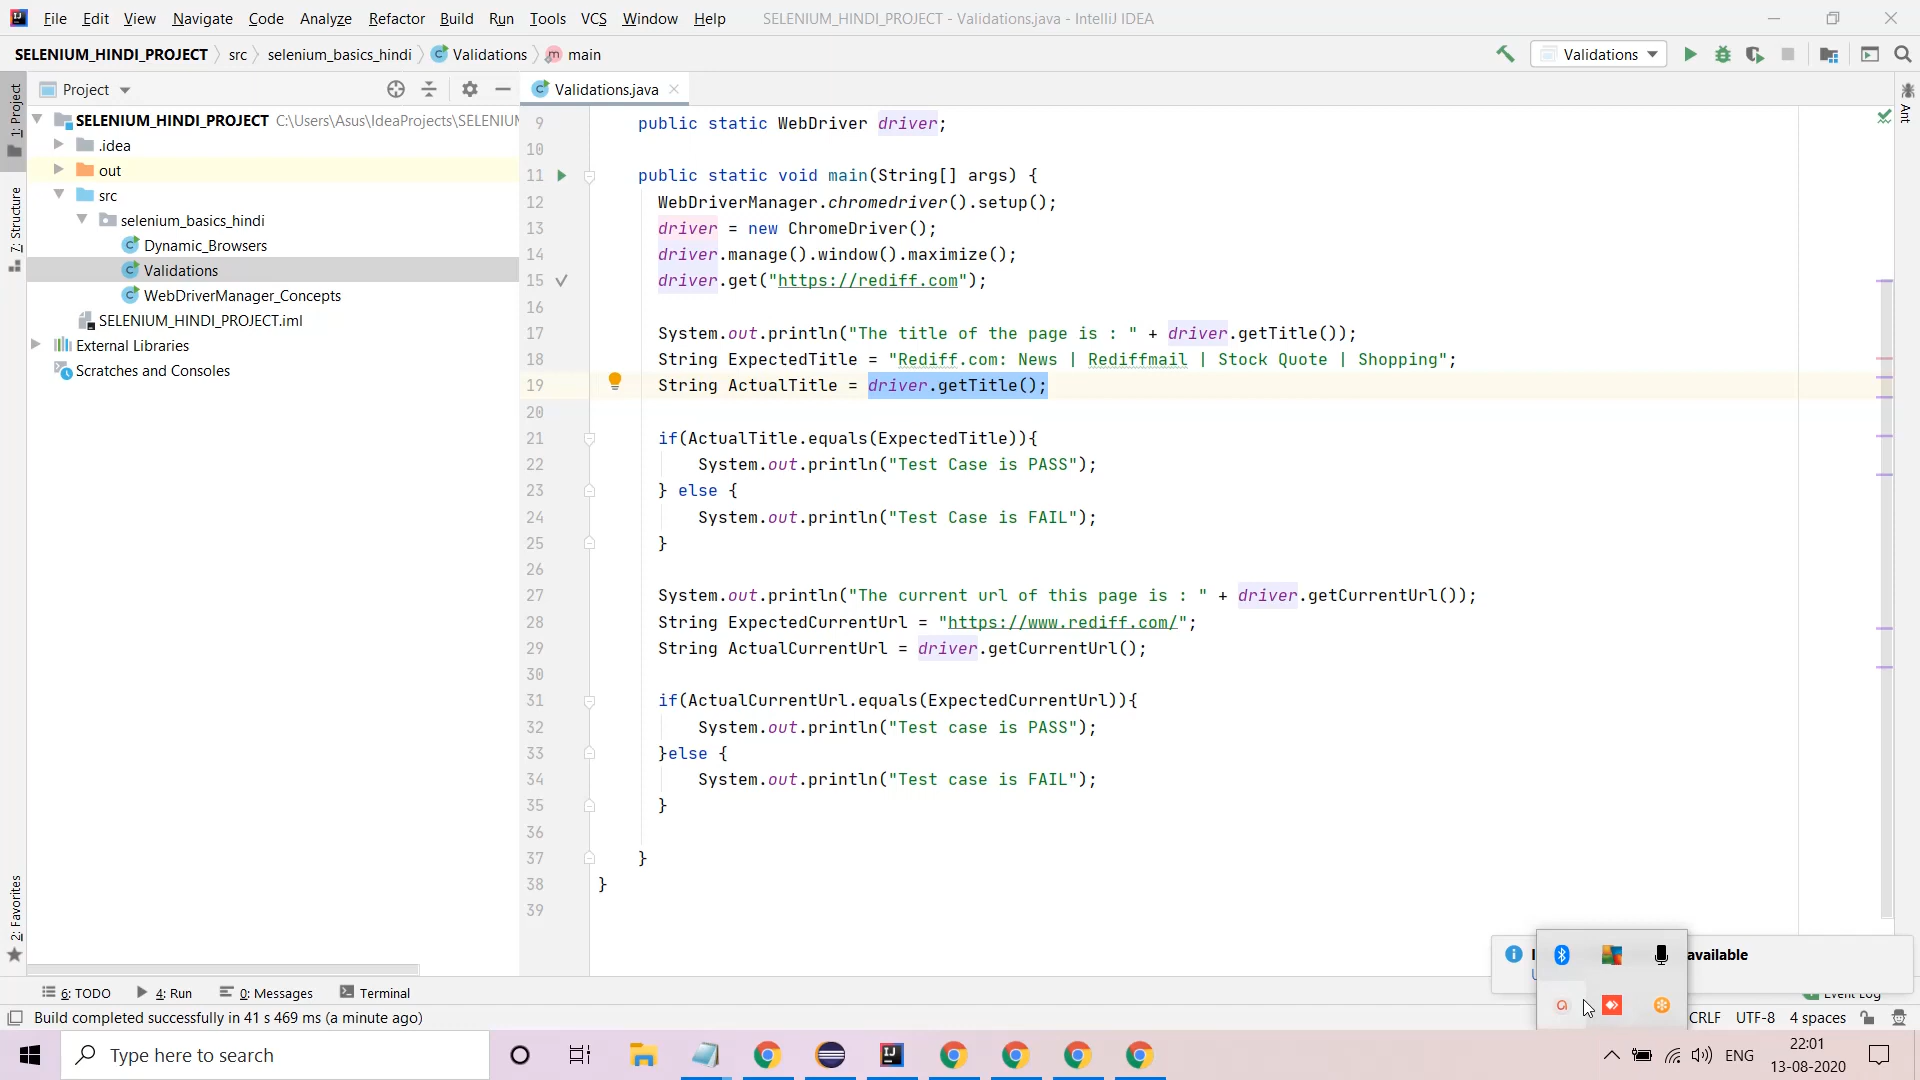 File Edit View Navigate Code Analyze Refactor Build Run Tools VCS Window Help SELENIUM_HINDI_PROJECT - Validations.java - IntelliJ IDEA
SELENIUM_HINDI_PROJECT src selenium_basics_hindi Validations main Validations
1: Project
7: Structure
2: Favorites
Ant
Project
SELENIUM_HINDI_PROJECT C:\Users\Asus\IdeaProjects\SELENIUM
.idea
out
src
selenium_basics_hindi
Dynamic_Browsers
Validations
WebDriverManager_Concepts
SELENIUM_HINDI_PROJECT.iml
External Libraries
Scratches and Consoles
Validations.java
9 public static WebDriver driver;
10
11 public static void main(String[] args) {
12 WebDriverManager.chromedriver().setup();
13 driver = new ChromeDriver();
14 driver.manage().window().maximize();
15 driver.get("https://rediff.com");
16
17 System.out.println("The title of the page is : " + driver.getTitle());
18 String ExpectedTitle = "Rediff.com: News | Rediffmail | Stock Quote | Shopping";
19 String ActualTitle = driver.getTitle();
20
21 if(ActualTitle.equals(ExpectedTitle)){
22 System.out.println("Test Case is PASS");
23 } else {
24 System.out.println("Test Case is FAIL");
25 }
26
27 System.out.println("The current url of this page is : " + driver.getCurrentUrl());
28 String ExpectedCurrentUrl = "https://www.rediff.com/";
29 String ActualCurrentUrl = driver.getCurrentUrl();
30
31 if(ActualCurrentUrl.equals(ExpectedCurrentUrl)){
32 System.out.println("Test case is PASS");
33 }else {
34 System.out.println("Test case is FAIL");
35 }
36
37 }
38 }
39
available
6: TODO 4: Run 0: Messages Terminal Event Log
Build completed successfully in 41 s 469 ms (a minute ago) CRLF UTF-8 4 spaces
Type here to search
ENG
22:01
13-08-2020